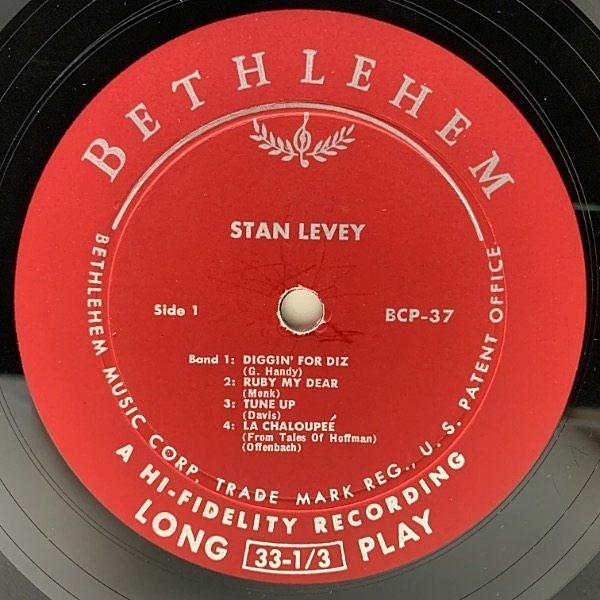 BETHLEHEM
STAN LEVEY
Side 1
BCP-37
Band 1: DIGGIN' FOR DIZ
(G. Handy)
2: RUBY MY DEAR
(Monk)
3: TUNE UP
(Davis)
4: LA CHALOUPEÉ
(From Tales Of Hoffman)
(Offenbach)
BETHLEHEM MUSIC CORP. TRADE MARK REG., U. S. PATENT OFFICE
A HI-FIDELITY RECORDING
LONG 33-1/3 PLAY